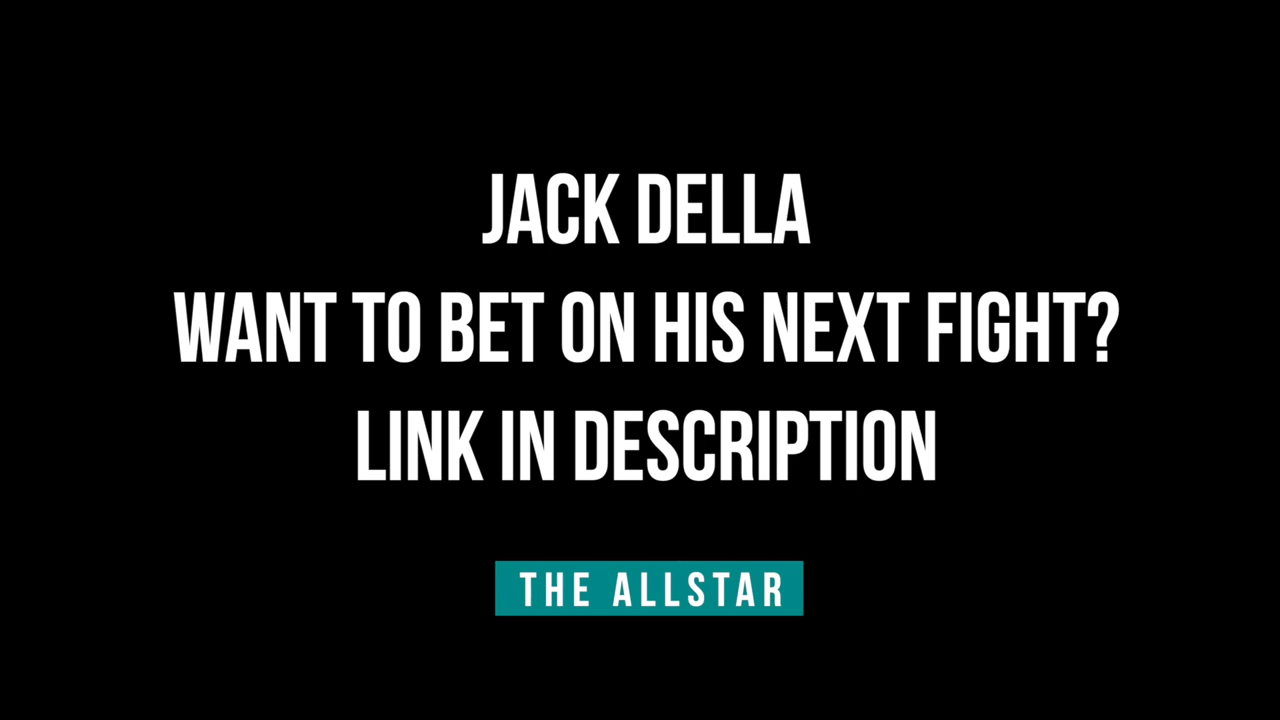 JACK DELLA
WANT TO BET ON HIS NEXT FIGHT?
LINK IN DESCRIPTION
THE ALLSTAR